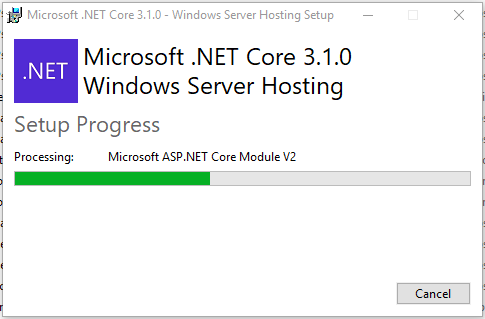 Microsoft .NET Core 3.1.0 - Windows Server Hosting Setup
.NET
Microsoft .NET Core 3.1.0
Windows Server Hosting
Setup Progress
Processing: Microsoft ASP.NET Core Module V2
Cancel